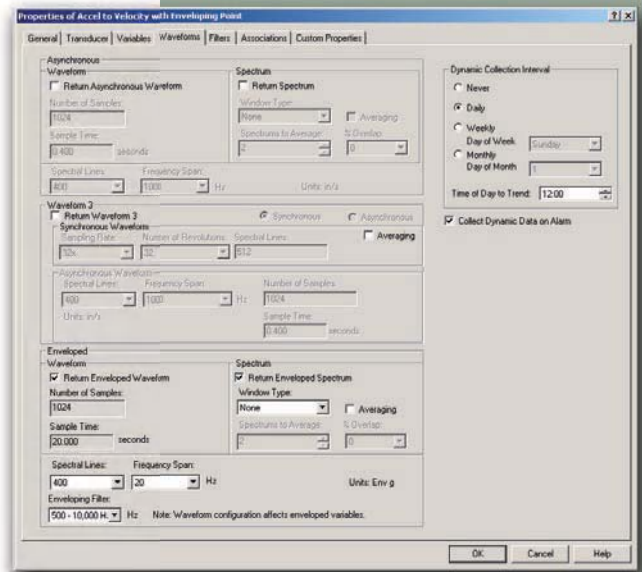 Properties of Accel to Velocity with Enveloping Point
General Transducer Variables Waveforms Filters Associations Custom Properties
Asynchronous
Waveform
Return Asynchronous Waveform
Number of Samples:
1024
Sample Time:
0.400 seconds
Spectrum
Return Spectrum
Window Type:
None
Averaging
Spectrums to Average:
2
% Overlap:
0
Spectral Lines:
400
Frequency Span:
1000 Hz
Units: in/s
Waveform 3
Return Waveform 3
Synchronous
Asynchronous
Synchronous Waveform
Sampling Rate:
32x
Number of Revolutions:
32
Spectral Lines:
512
Averaging
Asynchronous Waveform
Spectral Lines:
400
Frequency Span:
1000 Hz
Units: in/s
Number of Samples:
1024
Sample Time:
0.400 seconds
Enveloped
Waveform
Return Enveloped Waveform
Number of Samples:
1024
Sample Time:
20.000 seconds
Spectrum
Return Enveloped Spectrum
Window Type:
None
Averaging
Spectrums to Average:
2
% Overlap:
0
Spectral Lines:
400
Frequency Span:
20 Hz
Units: Env g
Enveloping Filter:
500 - 10,000 H. Hz
Note: Waveform configuration affects enveloped variables.
Dynamic Collection Interval
Never
Daily
Weekly
Day of Week Sunday
Monthly
Day of Month 1
Time of Day to Trend: 12:00
Collect Dynamic Data on Alarm
OK Cancel Help